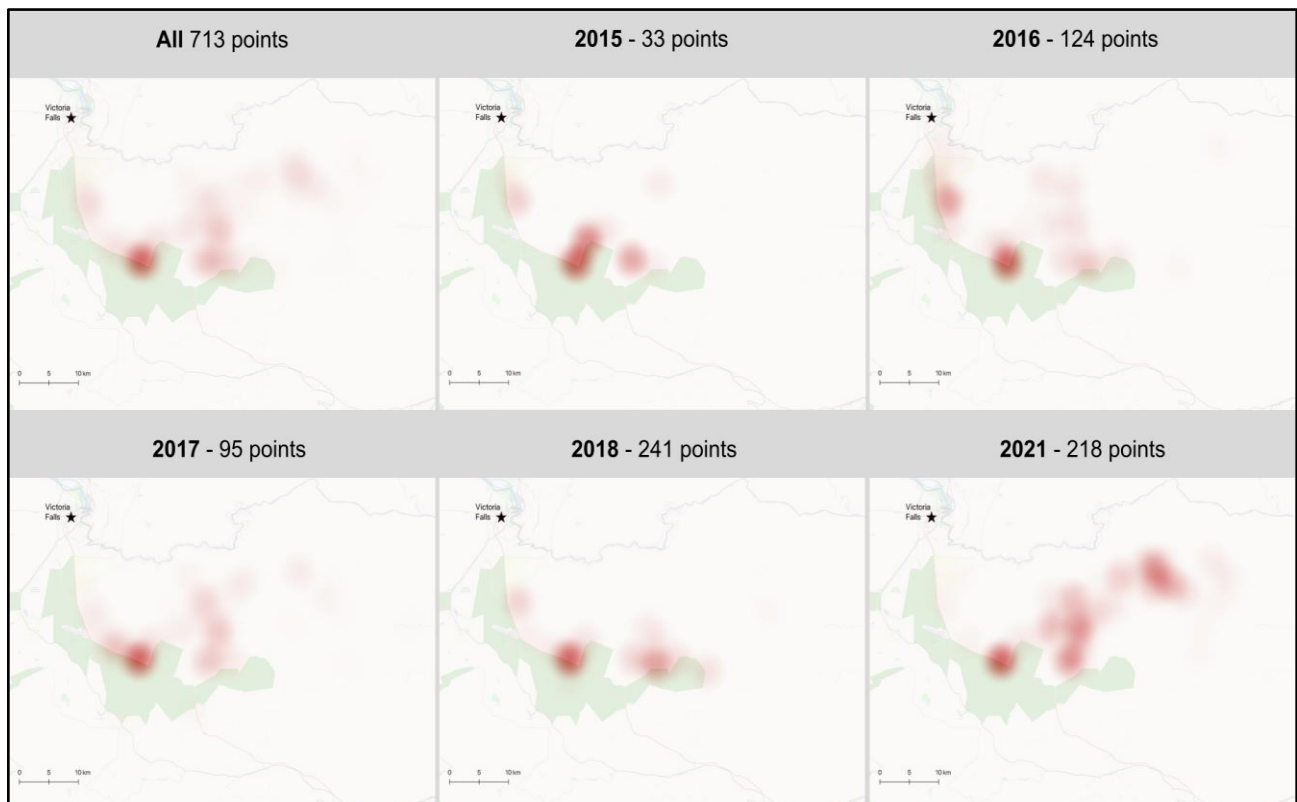 All 713 points
2015 - 33 points
2016 - 124 points
Victoria
Falls
0 5 10 km
Victoria
Falls
0 5 10 km
Victoria
Falls
0 5 10 km
2017 - 95 points
2018 - 241 points
2021 - 218 points
Victoria
Falls
0 5 10 km
Victoria
Falls
0 5 10 km
Victoria
Falls
0 5 10 km